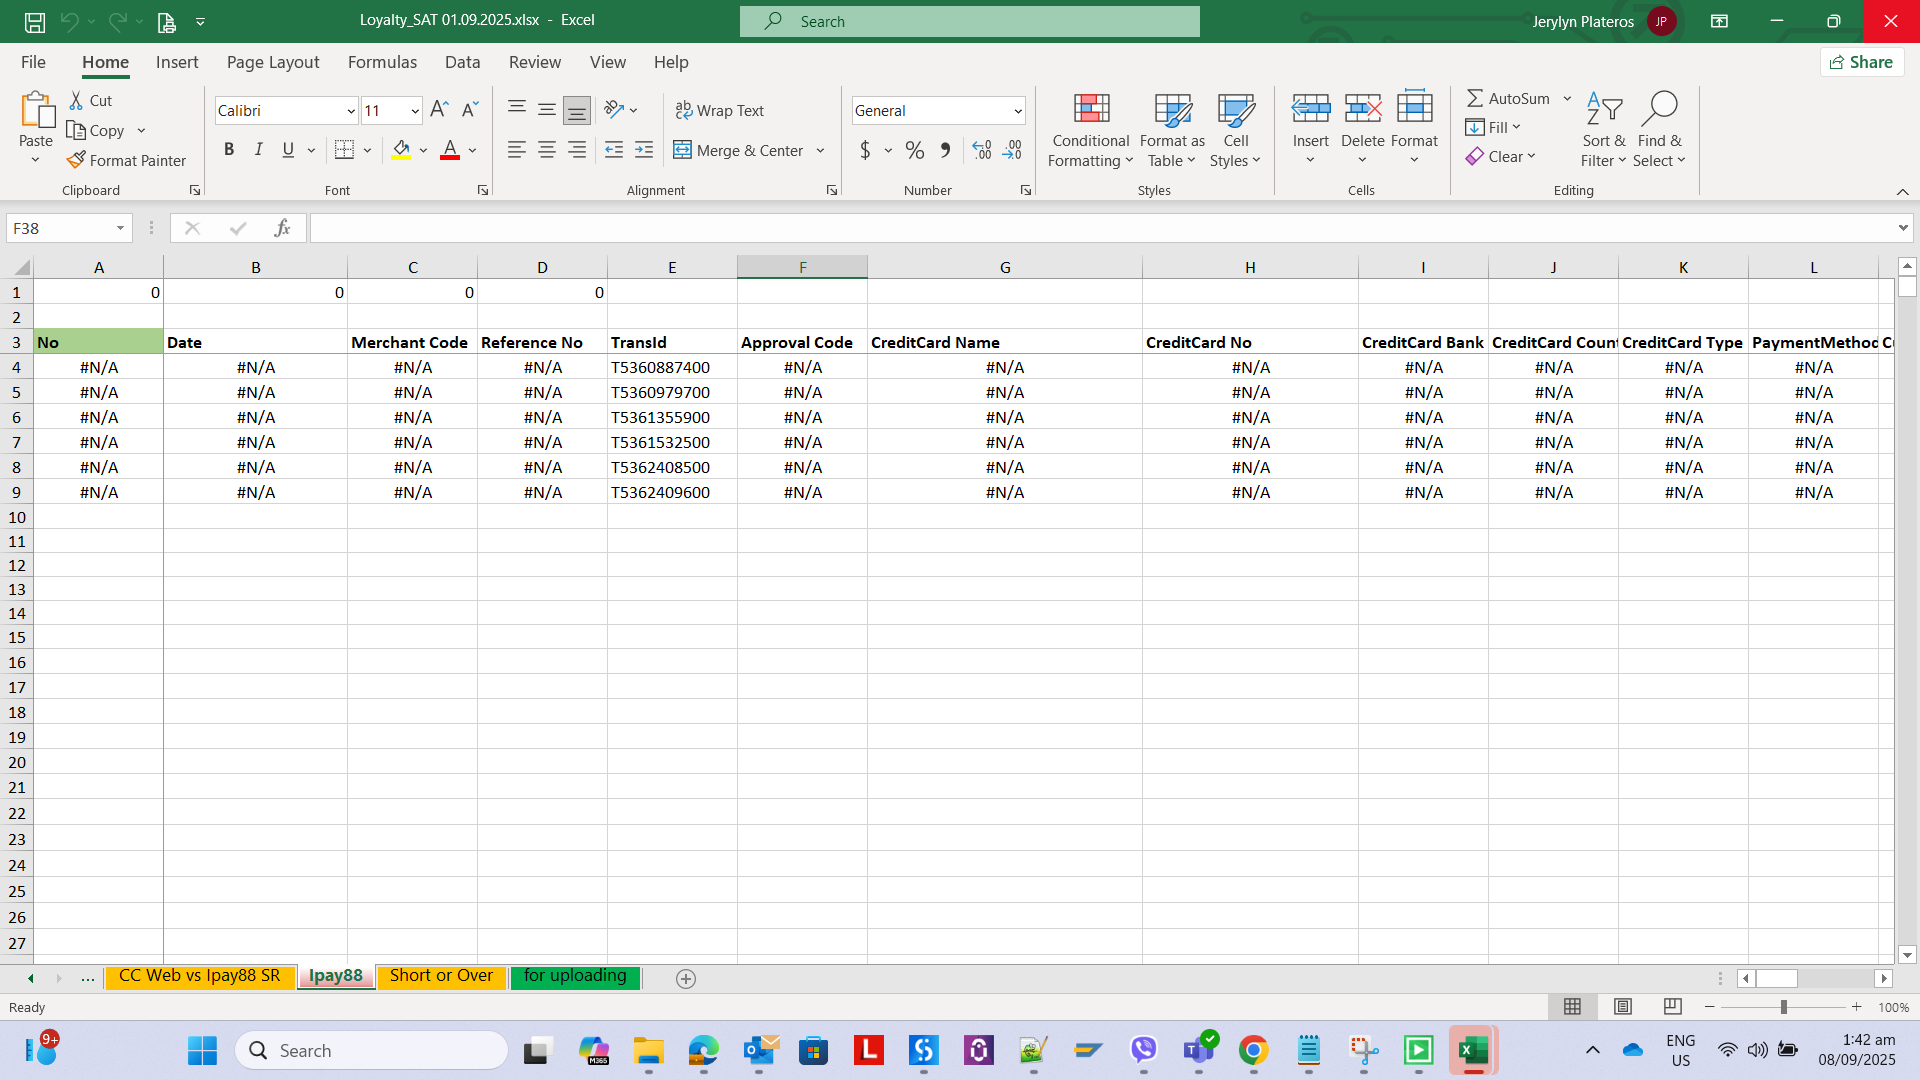 Loyalty_SAT 01.09.2025.xlsx - Excel
Search
Jerylyn Plateros JP
File Home Insert Page Layout Formulas Data Review View Help Share
Paste Cut Copy Format Painter Clipboard
Calibri 11 A A B I U A Font
ab Wrap Text Merge & Center Alignment
General $ % Number
Conditional Formatting Format as Table Cell Styles Styles
Insert Delete Format Cells
AutoSum Fill Clear Sort & Filter Find & Select Editing
F38 fx
A B C D E F G H I J K L
1 0 0 0 0
2
3 No Date Merchant Code Reference No TransId Approval Code CreditCard Name CreditCard No CreditCard Bank CreditCard Count CreditCard Type PaymentMethod Cu
4 #N/A #N/A #N/A #N/A T5360887400 #N/A #N/A #N/A #N/A #N/A #N/A #N/A
5 #N/A #N/A #N/A #N/A T5360979700 #N/A #N/A #N/A #N/A #N/A #N/A #N/A
6 #N/A #N/A #N/A #N/A T5361355900 #N/A #N/A #N/A #N/A #N/A #N/A #N/A
7 #N/A #N/A #N/A #N/A T5361532500 #N/A #N/A #N/A #N/A #N/A #N/A #N/A
8 #N/A #N/A #N/A #N/A T5362408500 #N/A #N/A #N/A #N/A #N/A #N/A #N/A
9 #N/A #N/A #N/A #N/A T5362409600 #N/A #N/A #N/A #N/A #N/A #N/A #N/A
10
11
12
13
14
15
16
17
18
19
20
21
22
23
24
25
26
27
... CC Web vs Ipay88 SR Ipay88 Short or Over for uploading
Ready 100%
9+ Search M365 L ENG US 1:42 am 08/09/2025